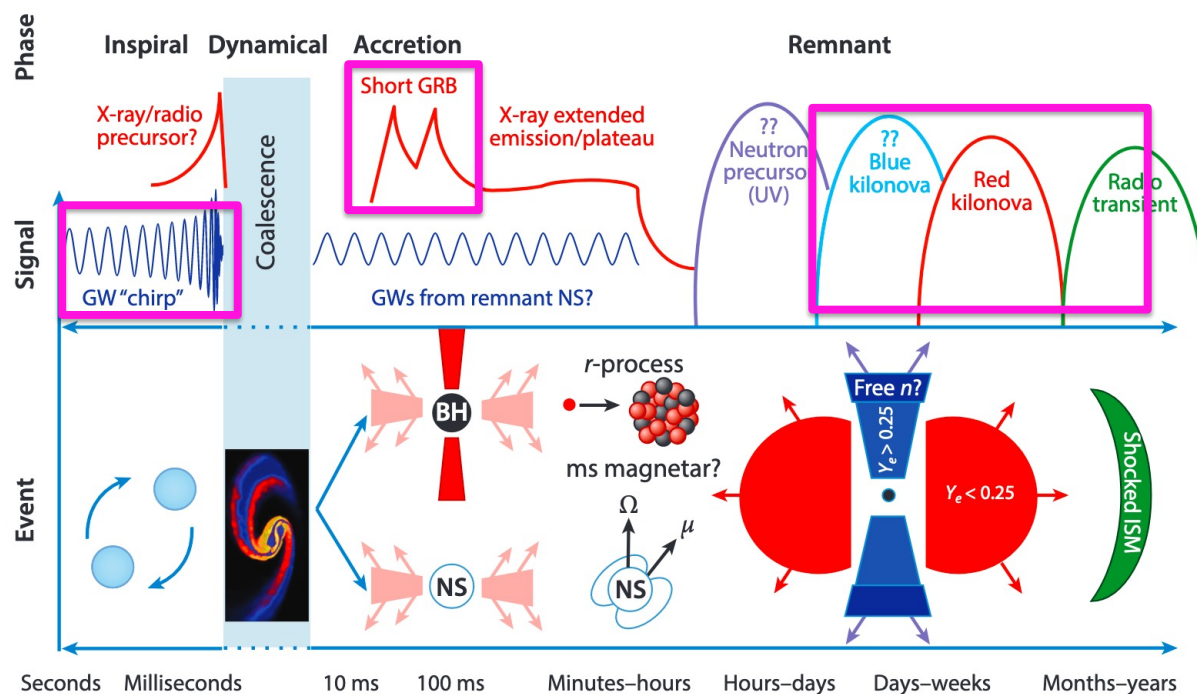 Phase
Inspiral
Dynamical
Accretion
Remnant
Signal
X-ray/radio
precursor?
GW "chirp"
Coalescence
Short GRB
X-ray extended
emission/plateau
GWs from remnant NS?
??
Neutron
precurso
(UV)
??
Blue
kilonova
Red
kilonova
Radio
transient
Event
BH
NS
r-process
ms magnetar?
Ω
μ
NS
Free n?
Ye > 0.25
Ye < 0.25
Shocked ISM
Seconds
Milliseconds
10 ms
100 ms
Minutes–hours
Hours–days
Days–weeks
Months–years